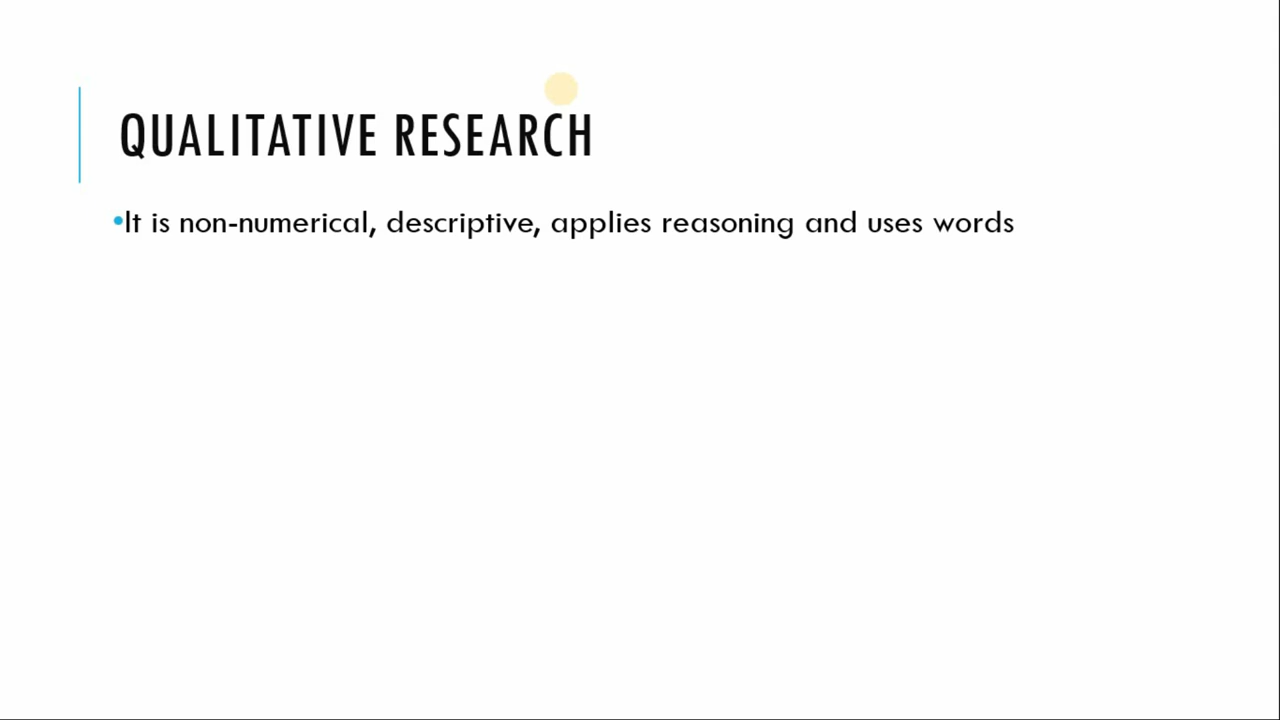 QUALITATIVE RESEARCH
•It is non-numerical, descriptive, applies reasoning and uses words